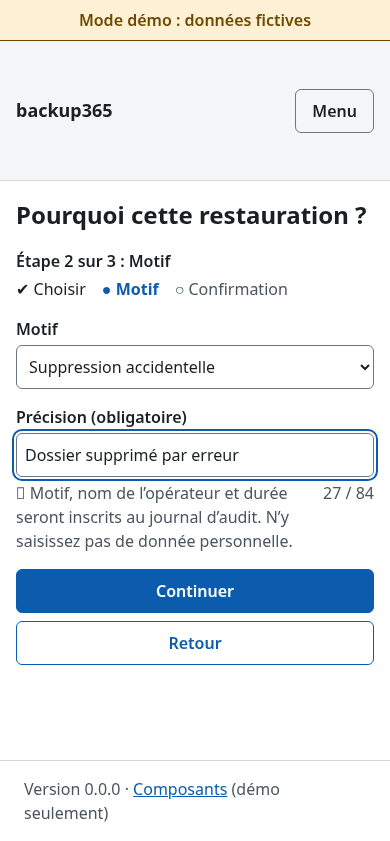 Mode démo : données fictives
backup365
Menu
Pourquoi cette restauration ?
Étape 2 sur 3 : Motif
✔ Choisir ● Motif ○ Confirmation
Motif
Suppression accidentelle
Précision (obligatoire)
Dossier supprimé par erreur
Motif, nom de l’opérateur et durée 27 / 84
seront inscrits au journal d’audit. N’y
saisissez pas de donnée personnelle.
Continuer
Retour
Version 0.0.0 · Composants (démo
seulement)